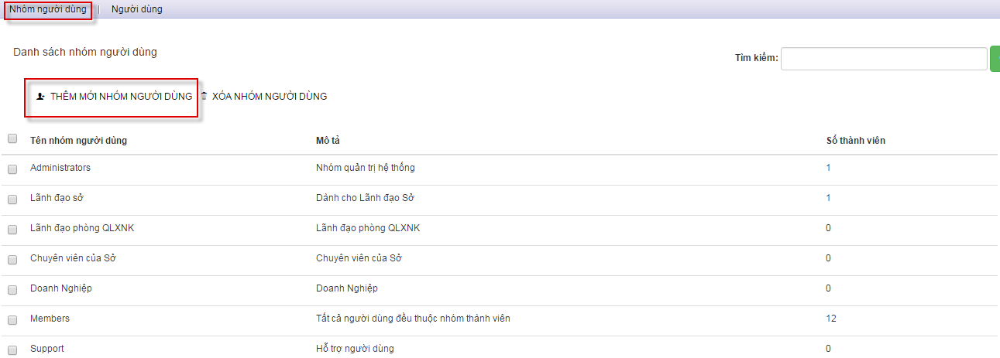 Nhóm người dùng | Người dùng
Danh sách nhóm người dùng
Tìm kiếm:
THÊM MỚI NHÓM NGƯỜI DÙNG XÓA NHÓM NGƯỜI DÙNG
Tên nhóm người dùng Mô tả Số thành viên
Administrators Nhóm quản trị hệ thống 1
Lãnh đạo sở Dành cho Lãnh đạo Sở 1
Lãnh đạo phòng QLXNK Lãnh đạo phòng QLXNK 0
Chuyên viên của Sở Chuyên viên của Sở 0
Doanh Nghiệp Doanh Nghiệp 0
Members Tất cả người dùng đều thuộc nhóm thành viên 12
Support Hỗ trợ người dùng 0